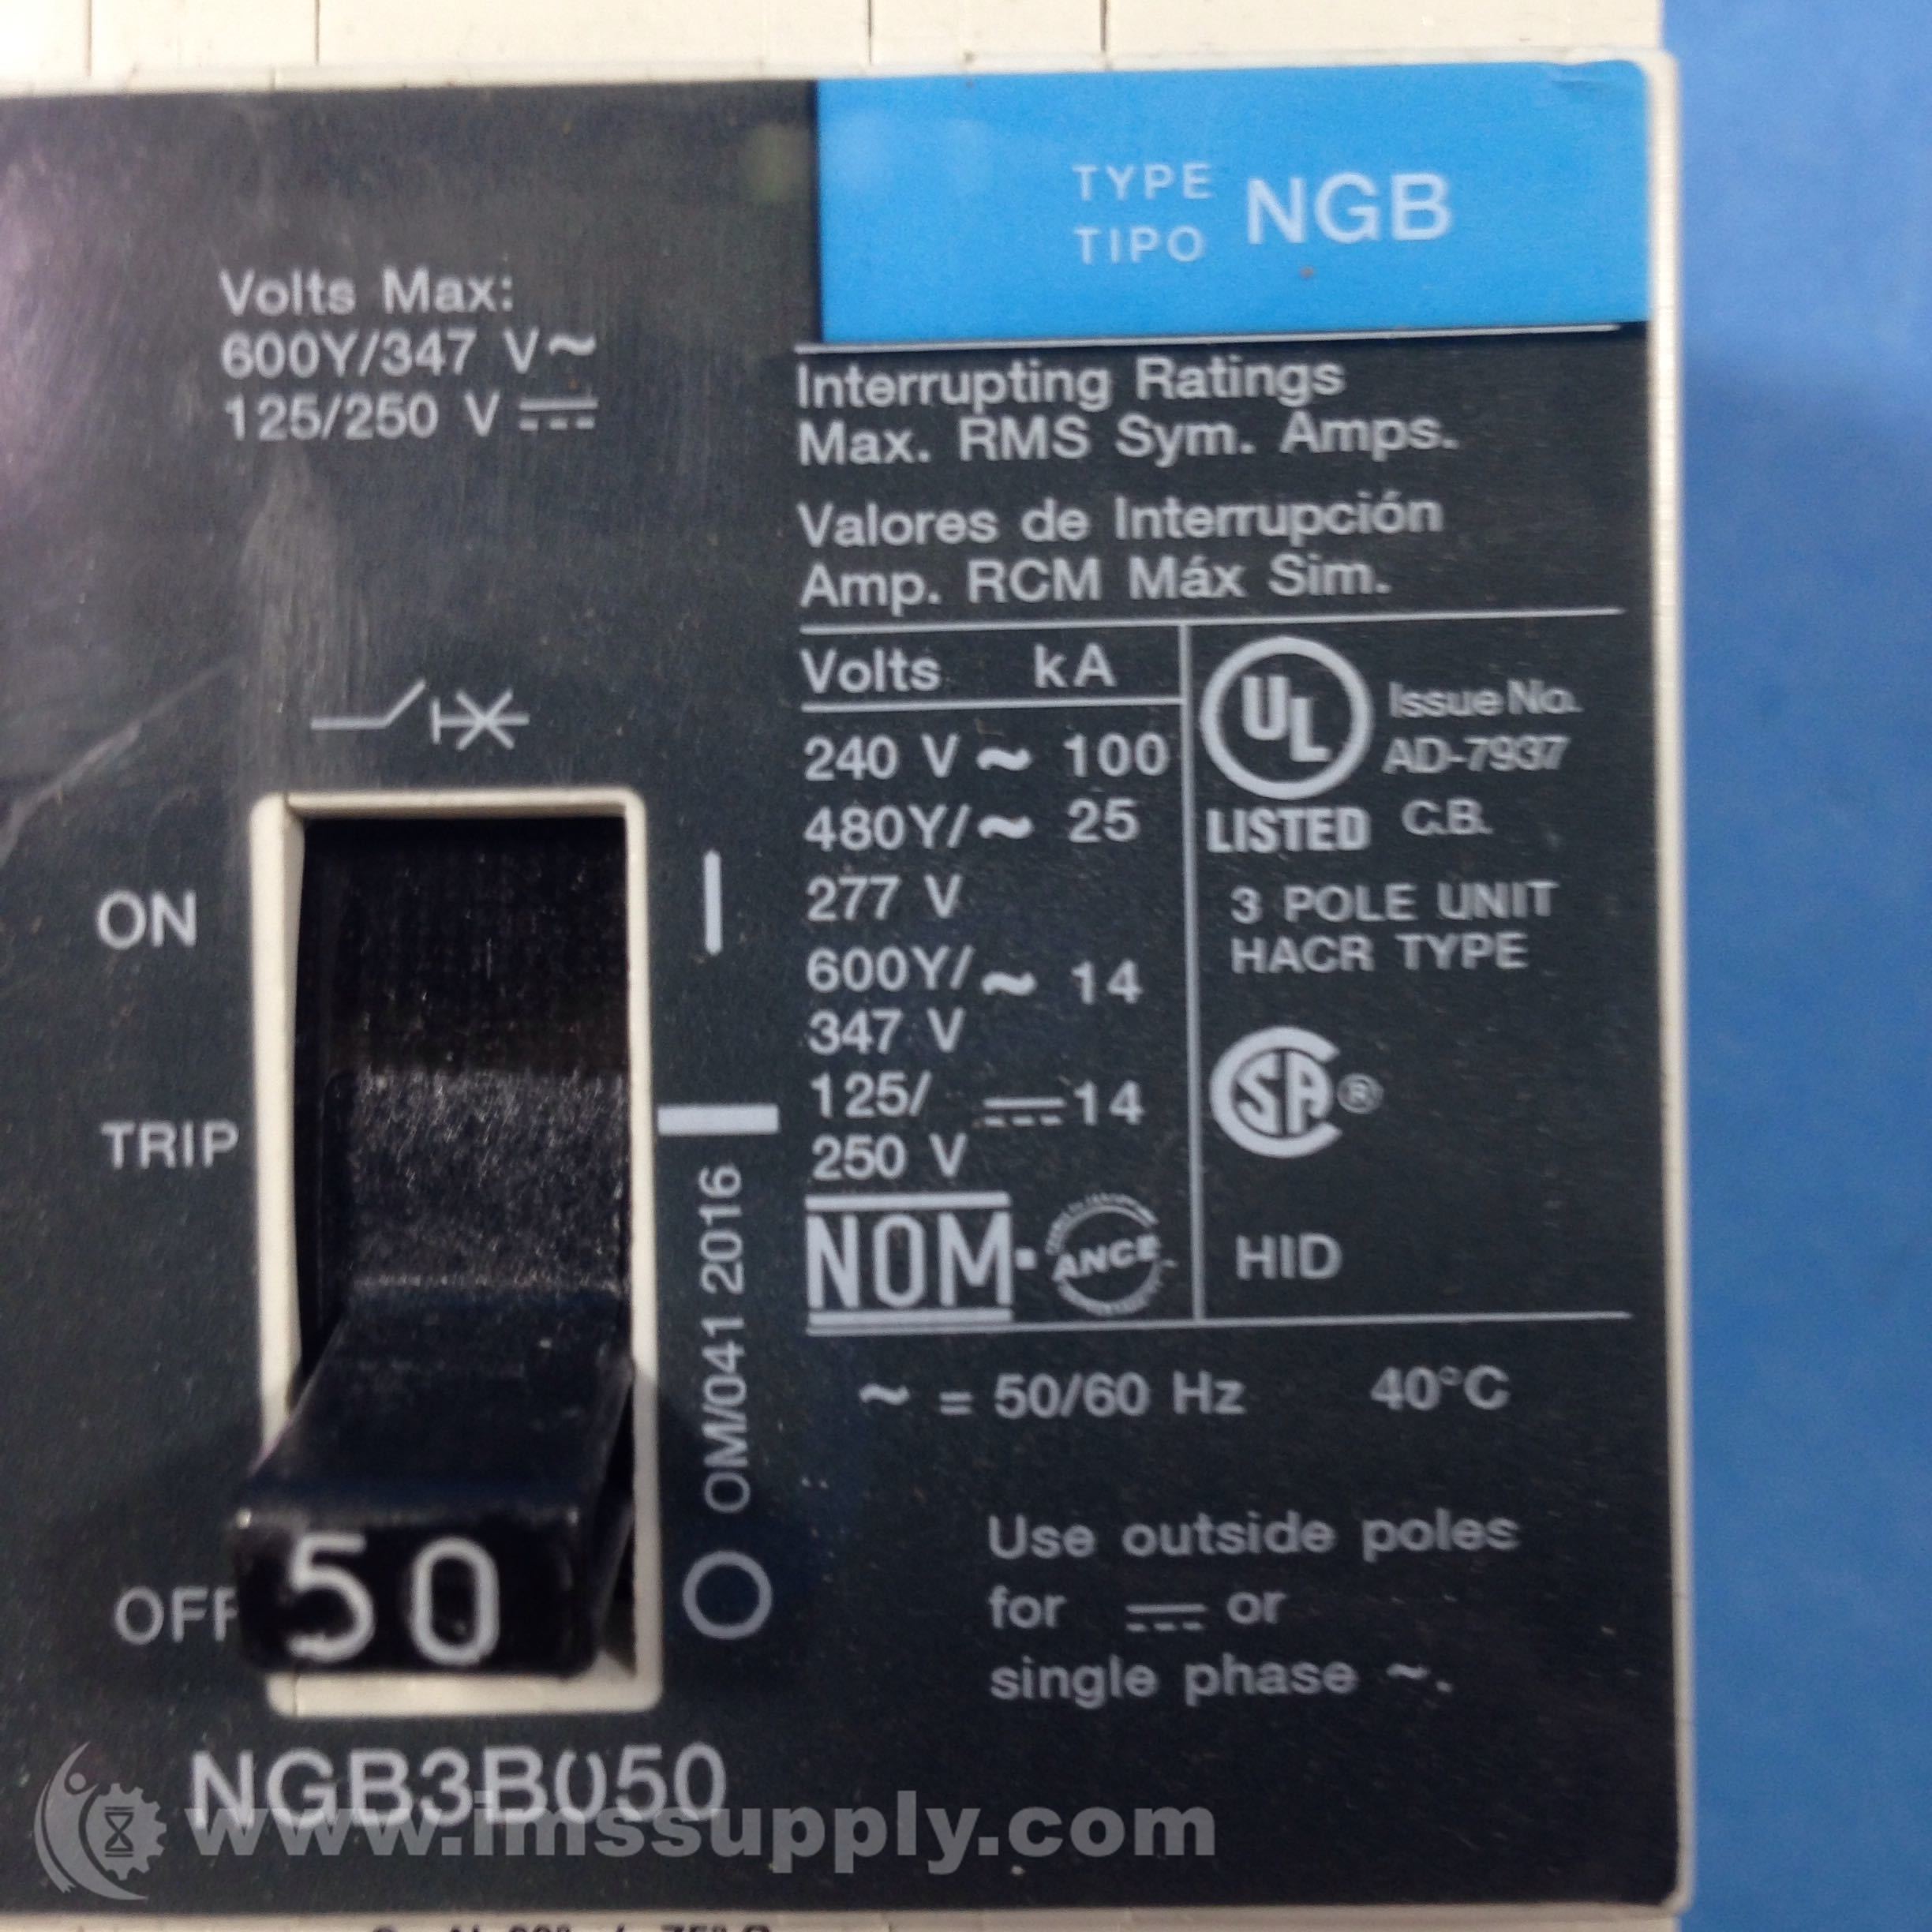 TYPE
TIPO
NGB
Volts Max:
600Y/347 V~
125/250 V
Interrupting Ratings
Max. RMS Sym. Amps.
Valores de Interrupción
Amp. RCM Máx Sim.
Volts kA
240 V ~ 100
480Y/ ~ 25
277 V
600Y/ ~ 14
347 V
125/ 14
250 V
UL
LISTED
Issue No.
AD-7937
C.B.
3 POLE UNIT
HACR TYPE
SA ®
HID
NOM
ANCE
~ = 50/60 Hz 40°C
Use outside poles
for or
single phase ~.
ON
TRIP
OFF
50
OM/041 2016
NGB3B050
www.imssupply.com